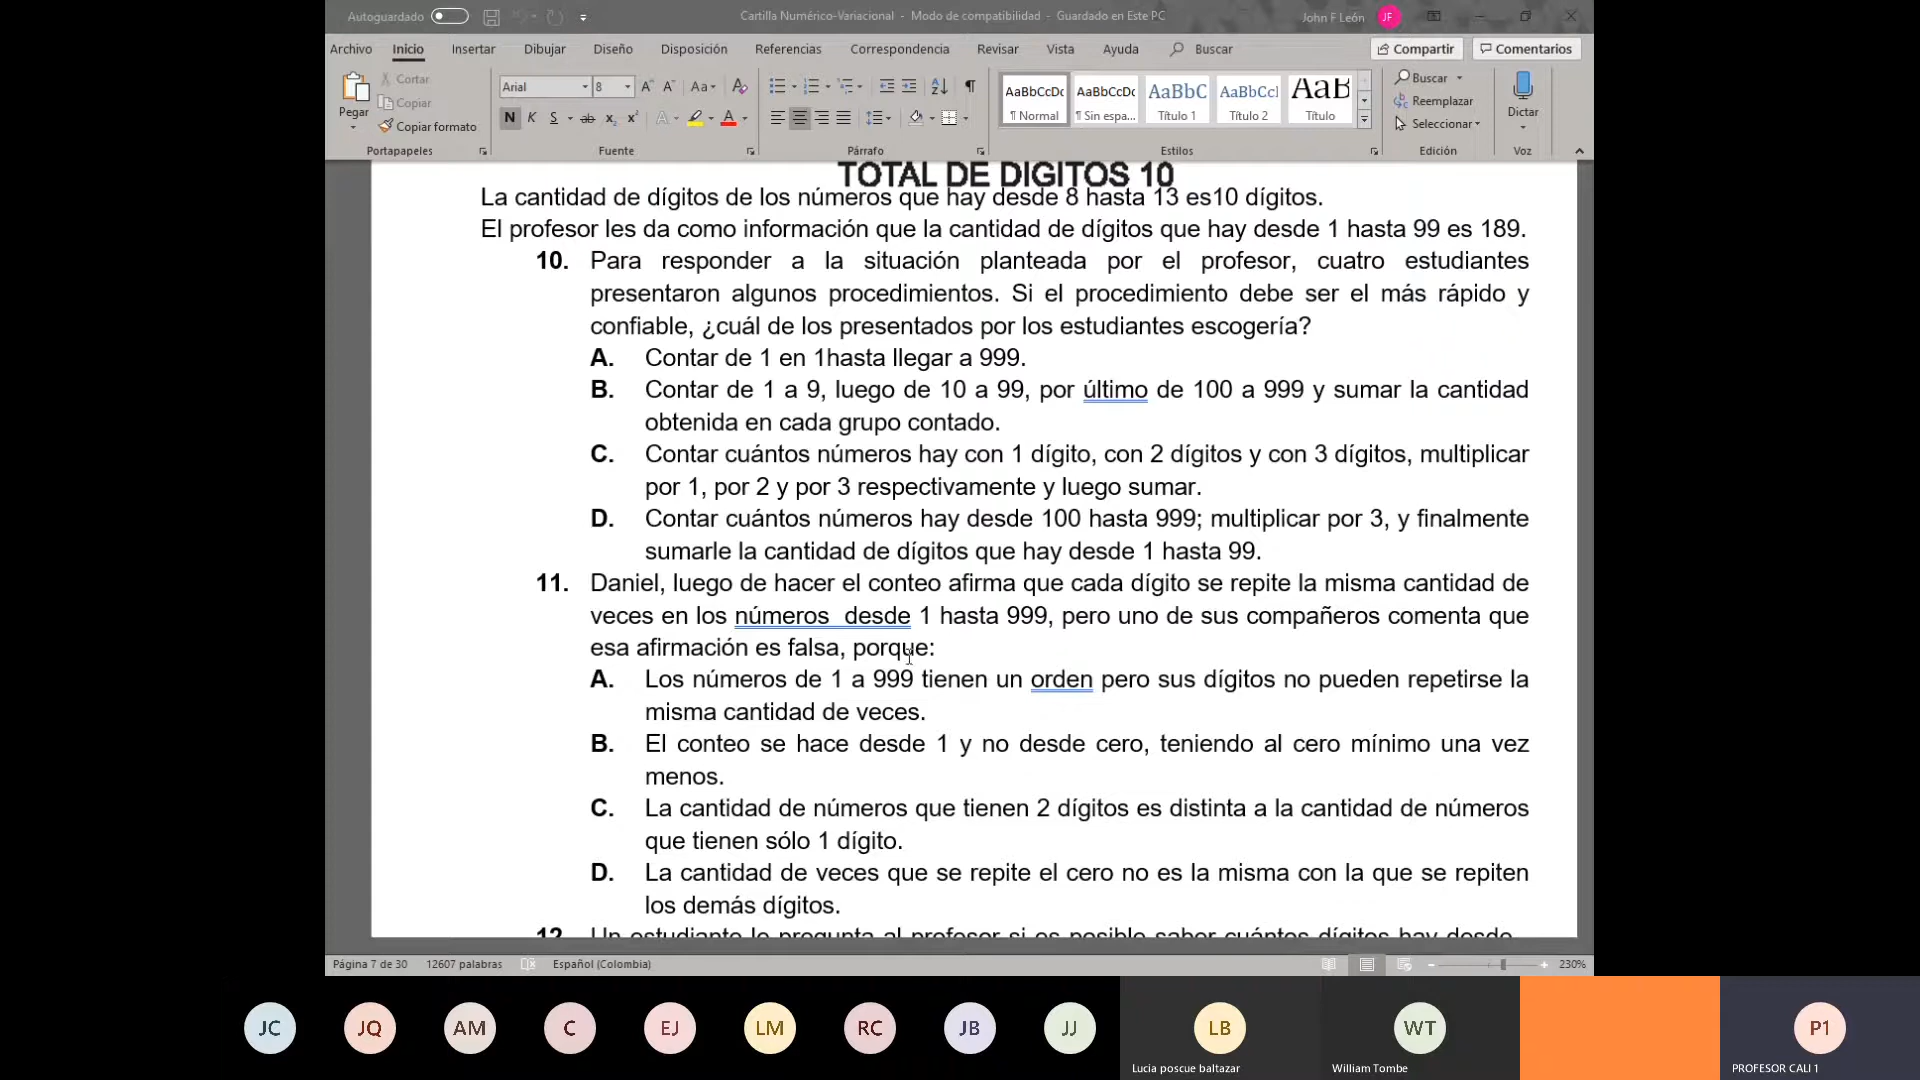 Autoguardado
Cartilla Numérico-Variacional - Modo de compatibilidad - Guardado en Este PC
John F León JF
Archivo Inicio Insertar Dibujar Diseño Disposición Referencias Correspondencia Revisar Vista Ayuda Buscar Compartir Comentarios
Pegar
Cortar
Copiar
Copiar formato
Portapapeles
Arial 8
N K S
Fuente
Párrafo
AaBbCcDc AaBbCcDc AaBbC AaBbCcI AaB
¶ Normal ¶ Sin espa... Título 1 Título 2 Título
Estilos
Buscar
Reemplazar
Seleccionar
Edición
Dictar
Voz
TOTAL DE DIGITOS 10
La cantidad de dígitos de los números que hay desde 8 hasta 13 es10 dígitos.
El profesor les da como información que la cantidad de dígitos que hay desde 1 hasta 99 es 189.
10. Para responder a la situación planteada por el profesor, cuatro estudiantes
presentaron algunos procedimientos. Si el procedimiento debe ser el más rápido y
confiable, ¿cuál de los presentados por los estudiantes escogería?
A. Contar de 1 en 1hasta llegar a 999.
B. Contar de 1 a 9, luego de 10 a 99, por último de 100 a 999 y sumar la cantidad
obtenida en cada grupo contado.
C. Contar cuántos números hay con 1 dígito, con 2 dígitos y con 3 dígitos, multiplicar
por 1, por 2 y por 3 respectivamente y luego sumar.
D. Contar cuántos números hay desde 100 hasta 999; multiplicar por 3, y finalmente
sumarle la cantidad de dígitos que hay desde 1 hasta 99.
11. Daniel, luego de hacer el conteo afirma que cada dígito se repite la misma cantidad de
veces en los números desde 1 hasta 999, pero uno de sus compañeros comenta que
esa afirmación es falsa, porque:
A. Los números de 1 a 999 tienen un orden pero sus dígitos no pueden repetirse la
misma cantidad de veces.
B. El conteo se hace desde 1 y no desde cero, teniendo al cero mínimo una vez
menos.
C. La cantidad de números que tienen 2 dígitos es distinta a la cantidad de números
que tienen sólo 1 dígito.
D. La cantidad de veces que se repite el cero no es la misma con la que se repiten
los demás dígitos.
12 Un estudiante le pregunta al profesor si es posible saber cuántos dígitos hay desde
Página 7 de 30 12607 palabras Español (Colombia) 230%
JC JQ AM C EJ LM RC JB JJ LB WT P1
Lucia poscue baltazar William Tombe PROFESOR CALI 1